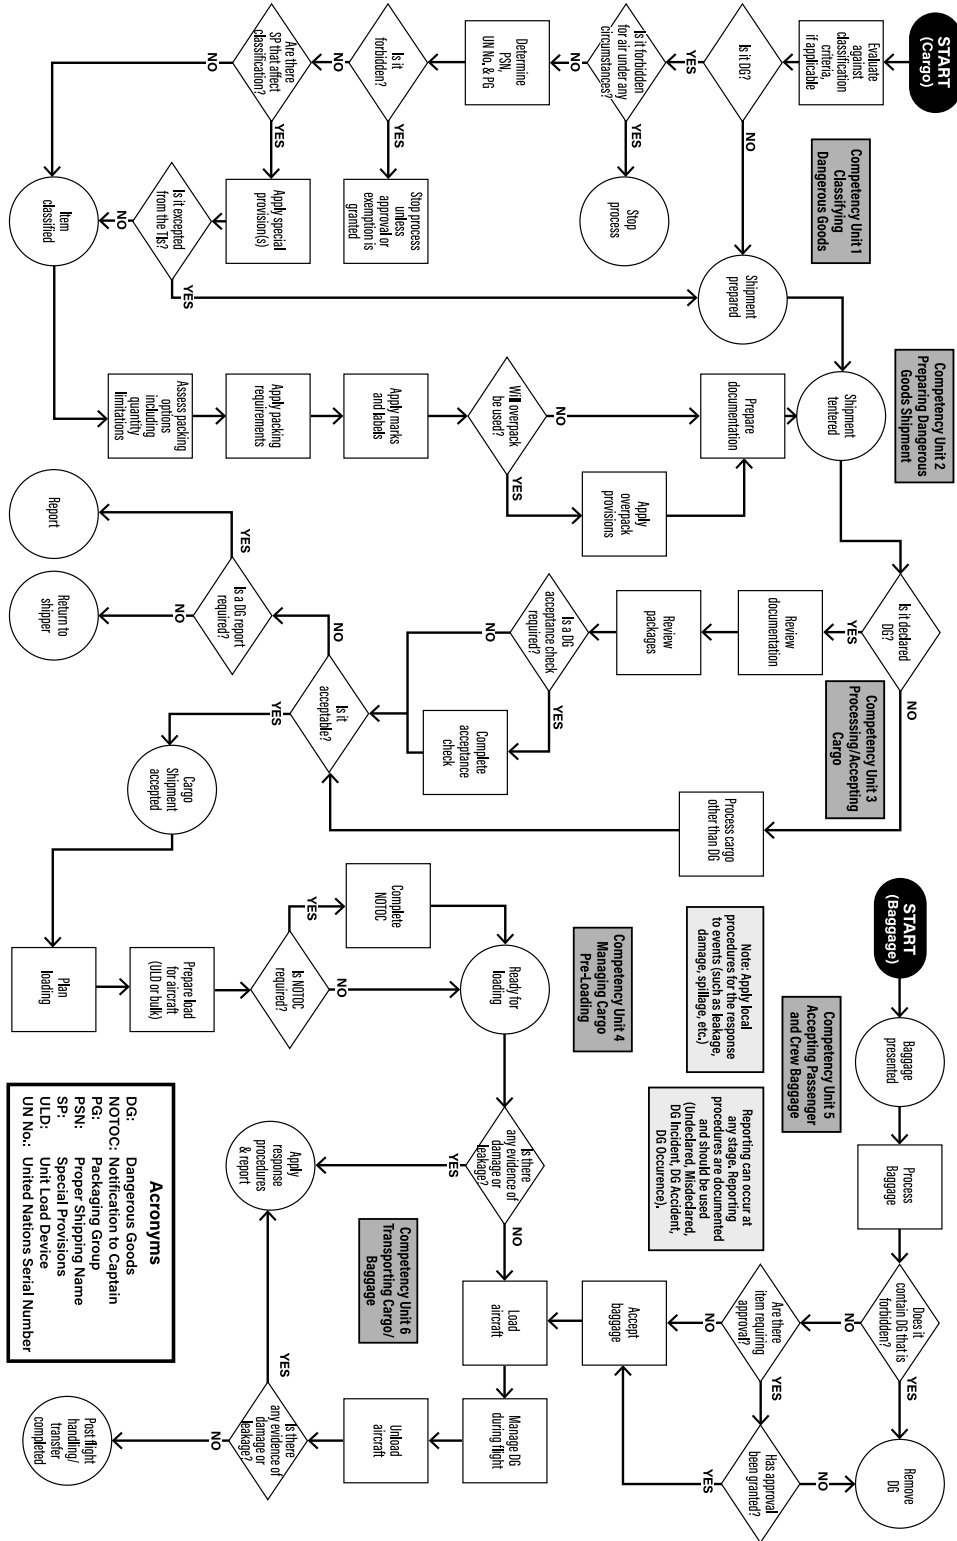 START
(Cargo)
Evaluate
against
classification
criteria,
if applicable
Is it DG?
YES
NO
Is it forbidden
for air under any
circumstances?
YES
NO
Stop
process
Determine
PSN,
UN No. & PG
Is it
forbidden?
YES
NO
Stop process
unless
approval or
exemption is
granted
Are there
SP that affect
classification?
YES
NO
Apply special
provision(s)
Is it excepted
from the TIs?
NO
YES
Item
classified
Competency Unit 1
Classifying
Dangerous Goods
Shipment
prepared
Competency Unit 2
Preparing Dangerous
Goods Shipment
Shipment
tentered
Prepare
documentation
Will overpack
be used?
NO
YES
Apply
overpack
provisions
Apply marks
and labels
Apply packing
requirements
Assess packing
options
including
quantity
limitations
Is it declared
DG?
YES
NO
Competency Unit 3
Processing/Accepting
Cargo
Review
documentation
Review
packages
Is a DG
acceptance check
required?
NO
YES
Complete
acceptance
check
Process cargo
other than DG
Is it
acceptable?
NO
YES
Is a DG report
required?
YES
NO
Report
Return to
shipper
Cargo
Shipment
accepted
Plan
loading
Prepare load
for aircraft
(ULD or bulk)
Is NOTOC
required?
YES
NO
Complete
NOTOC
Ready for
loading
Competency Unit 4
Managing Cargo
Pre-Loading
START
(Baggage)
Baggage
presented
Competency Unit 5
Accepting Passenger
and Crew Baggage
Note: Apply local
procedures for the response
to events (such as leakage,
damage, spillage, etc.)
Reporting can occur at
any stage. Reporting
procedures are documented
and should be used
(Undeclared, Misdeclared,
DG Incident, DG Accident,
DG Occurence).
Process
Baggage
Does it
contain DG that is
forbidden?
YES
NO
Remove
DG
Are there
item requiring
approval?
NO
YES
Has approval
been granted?
NO
YES
Accept
baggage
Is there
any evidence of
damage or
leakage?
YES
NO
Apply
response
procedures
& report
Competency Unit 6
Transporting Cargo/
Baggage
Load
aircraft
Manage DG
during flight
Unload
aircraft
Is there
any evidence of
damage or
leakage?
YES
NO
Post flight
handling/
transfer
completed
Acronyms
DG: Dangerous Goods
NOTOC: Notification to Captain
PG: Packaging Group
PSN: Proper Shipping Name
SP: Special Provisions
ULD: Unit Load Device
UN No.: United Nations Serial Number